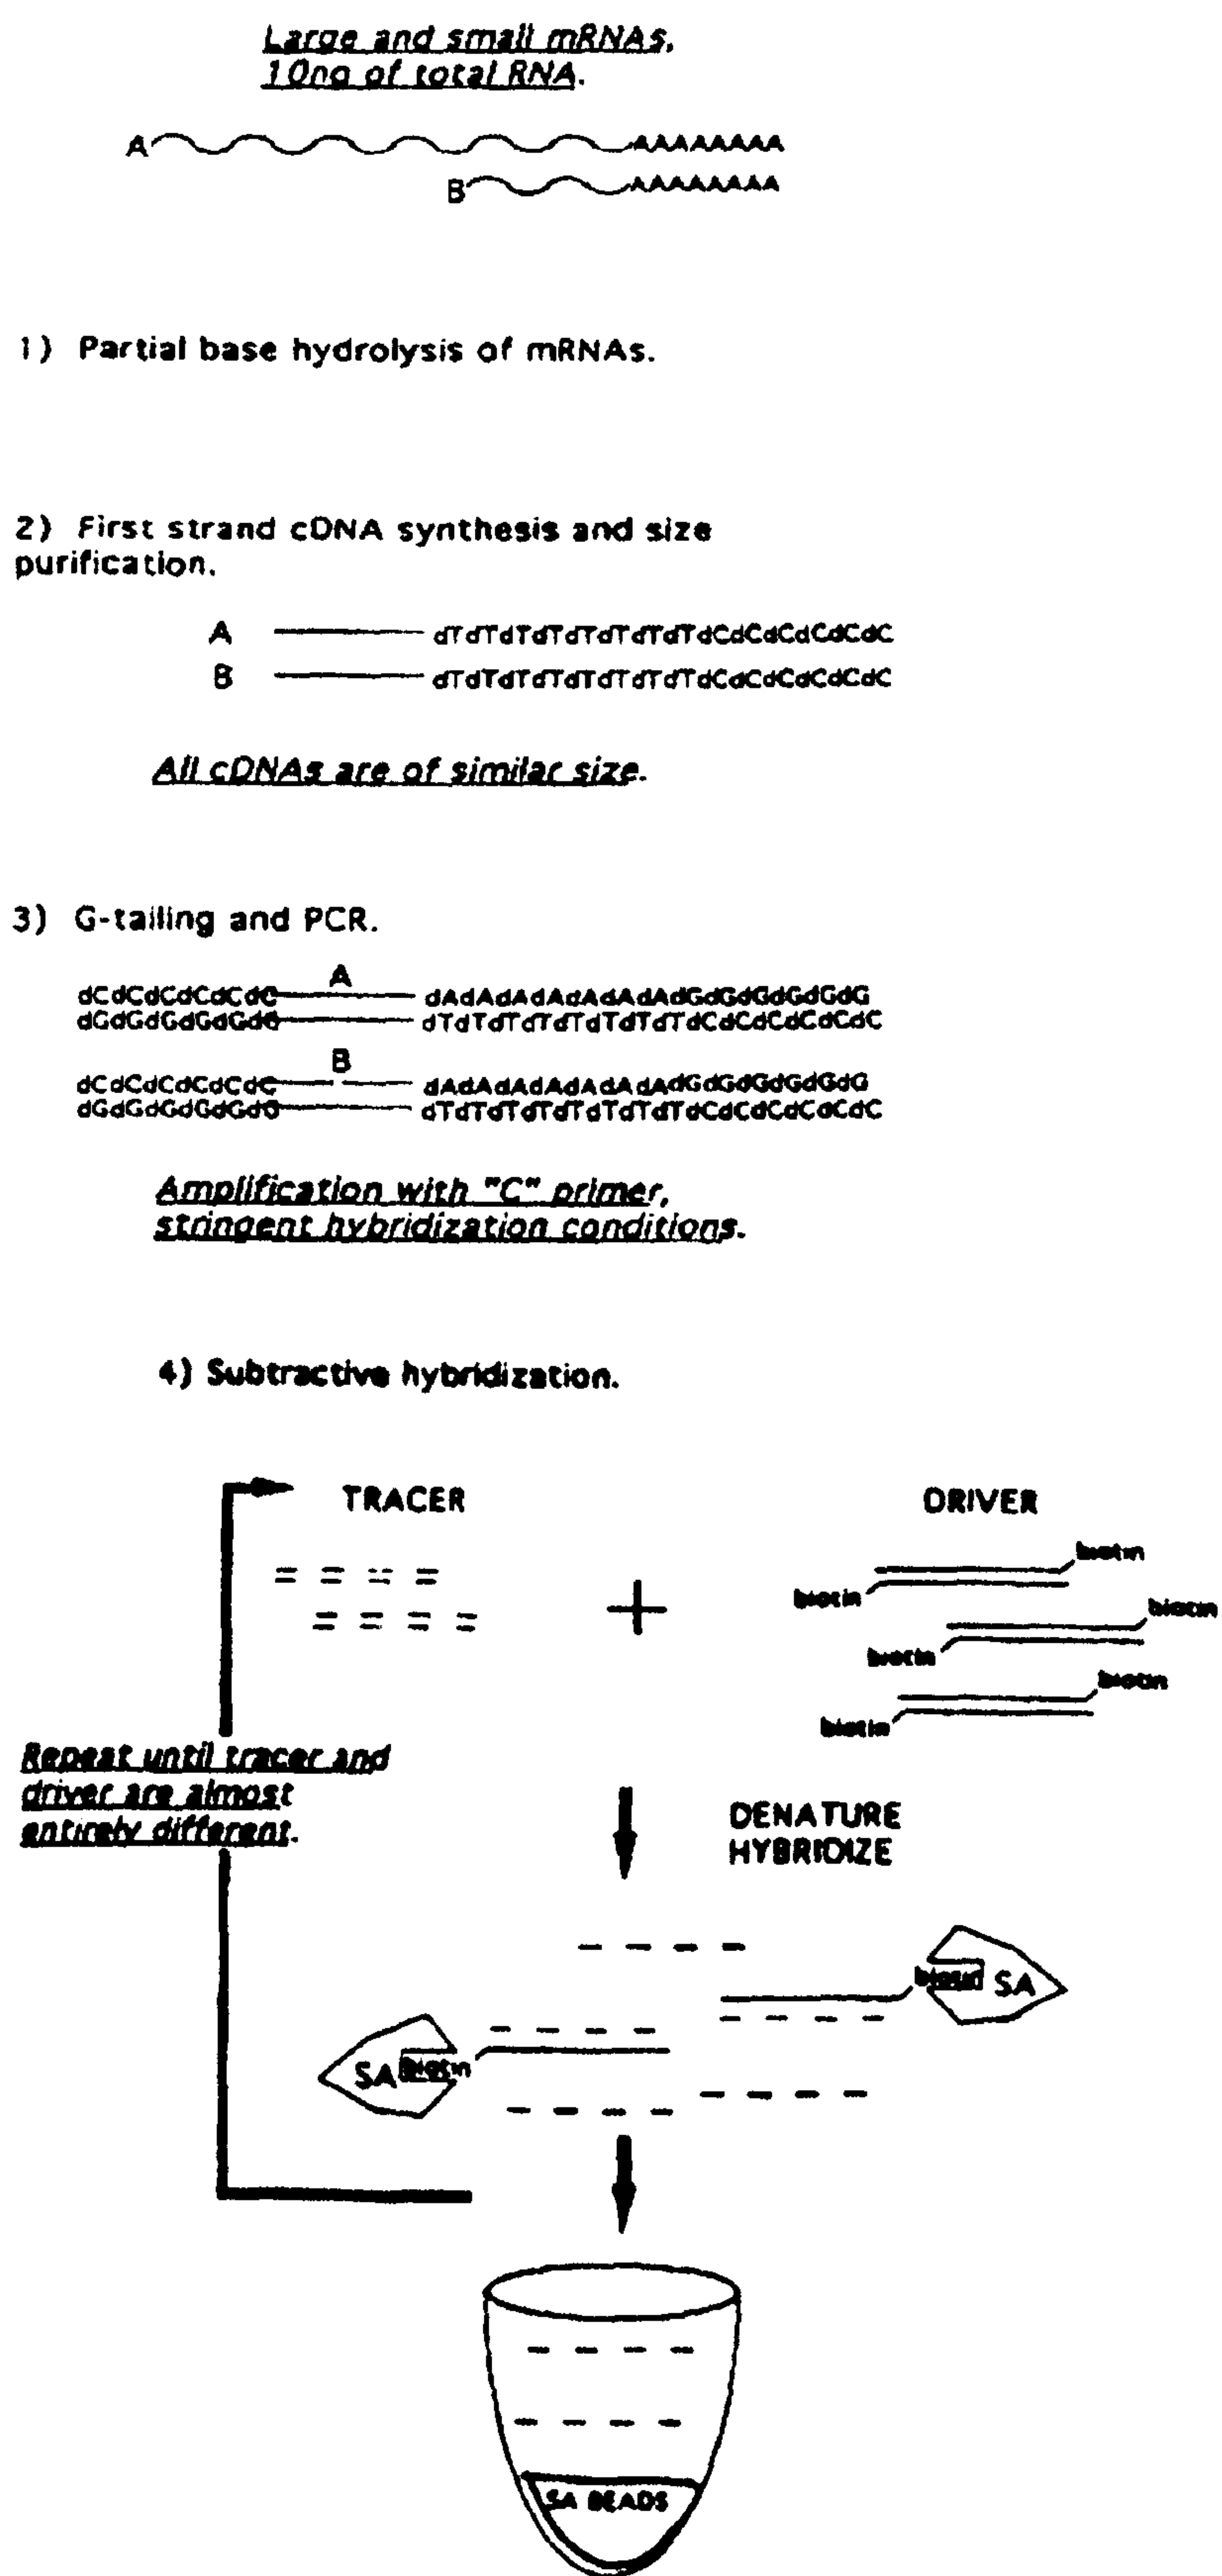 Large and small mRNAs,
10ng of total RNA.
A AAAAAAAA
B AAAAAAAA
1) Partial base hydrolysis of mRNAs.
2) First strand cDNA synthesis and size
purification.
A dTdTdTdTdTdTdTdTdCdCdCdCdCdC
B dTdTdTdTdTdTdTdTdCdCdCdCdCdC
All cDNAs are of similar size.
3) G-tailing and PCR.
A
dCdCdCdCdCdC dAdAdAdAdAdAdAdGdGdGdGdGdG
dGdGdGdGdGdG dTdTdTdTdTdTdTdTdCdCdCdCdCdC
B
dCdCdCdCdCdC dAdAdAdAdAdAdAdGdGdGdGdGdG
dGdGdGdGdGdG dTdTdTdTdTdTdTdTdCdCdCdCdCdC
Amplification with "C" primer,
stringent hybridization conditions.
4) Subtractive hybridization.
TRACER
DRIVER
biotin
biotin
biotin
biotin
biotin
biotin
Repeat until tracer and
driver are almost
entirely different.
DENATURE
HYBRIDIZE
biotin SA
SA biotin
SA BEADS